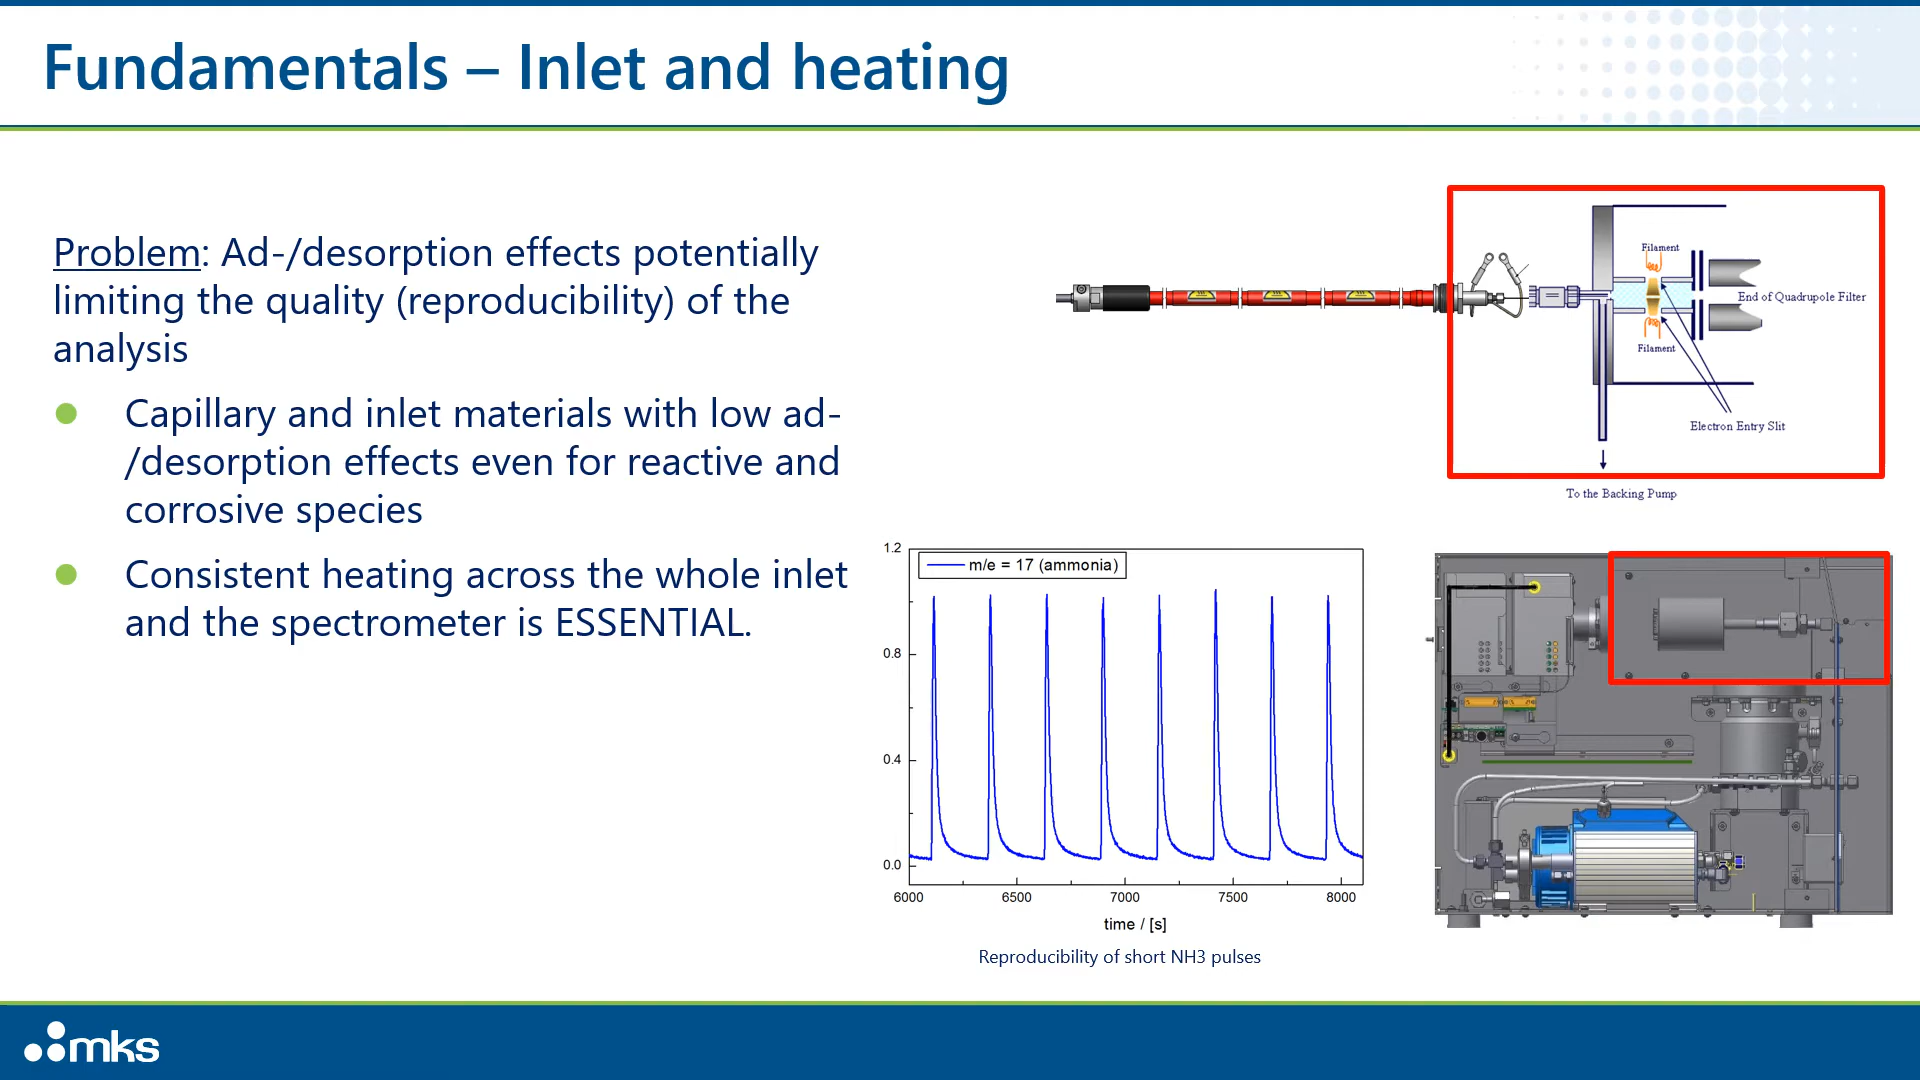 Fundamentals – Inlet and heating
Problem: Ad-/desorption effects potentially
limiting the quality (reproducibility) of the
analysis
Capillary and inlet materials with low ad-
/desorption effects even for reactive and
corrosive species
Consistent heating across the whole inlet
and the spectrometer is ESSENTIAL.
Filament
End of Quadrupole Filter
Filament
Electron Entry Slit
To the Backing Pump
m/e = 17 (ammonia)
1.2
0.8
0.4
0.0
6000 6500 7000 7500 8000
time / [s]
Reproducibility of short NH3 pulses
mks